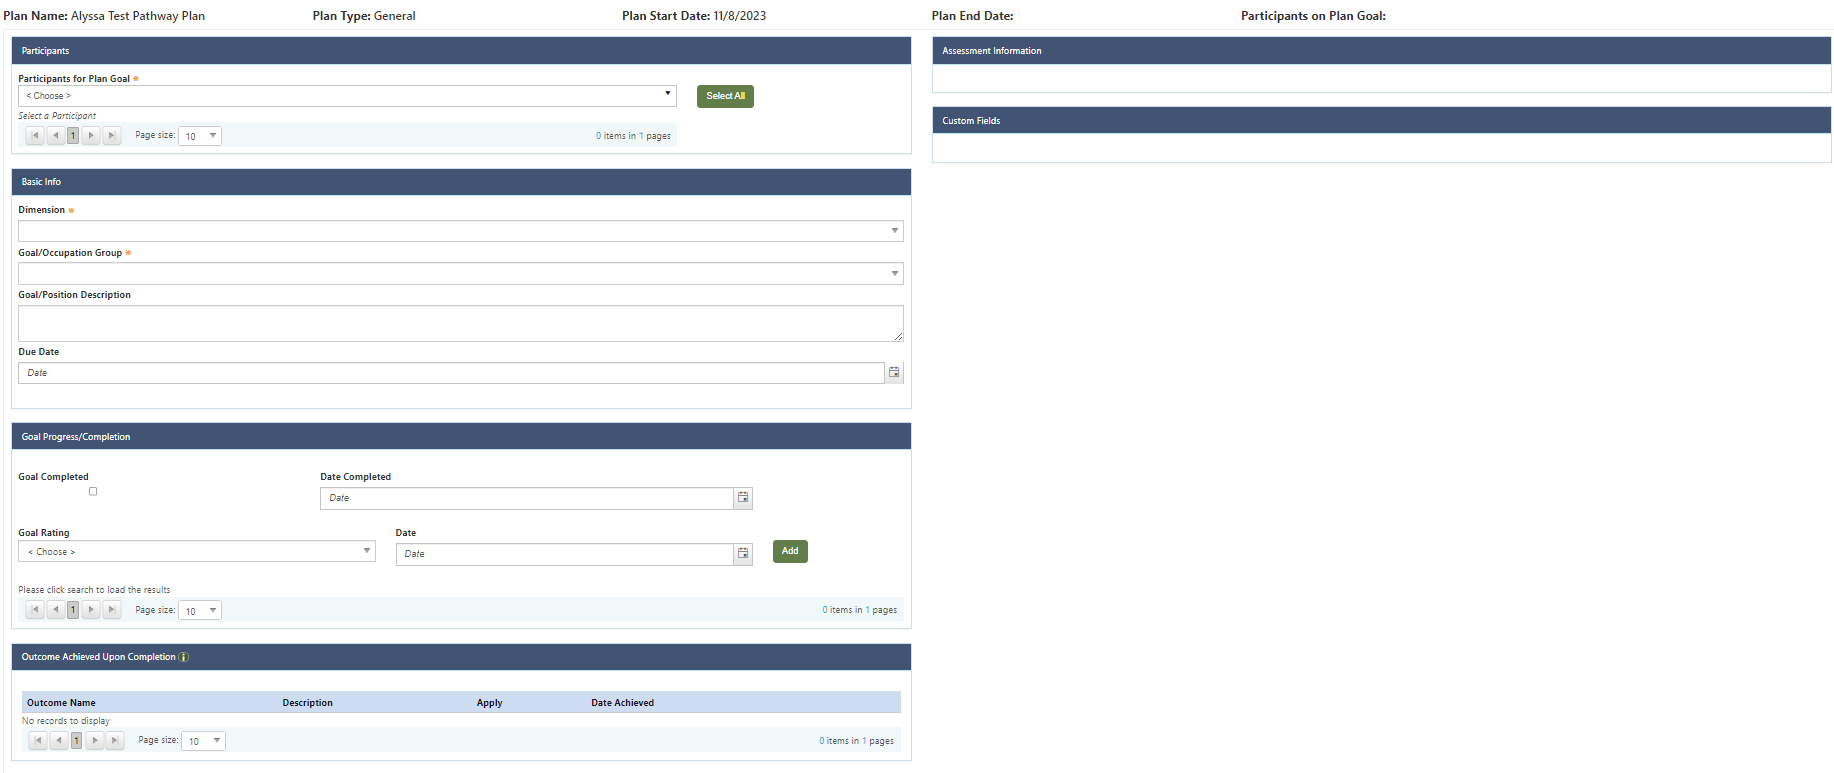 Plan Name: Alyssa Test Pathway Plan Plan Type: General Plan Start Date: 11/8/2023 Plan End Date: Participants on Plan Goal:
Participants
Participants for Plan Goal *
< Choose > Select All
Select a Participant
1 Page size: 10 0 items in 1 pages
Basic Info
Dimension *
Goal/Occupation Group *
Goal/Position Description
Due Date
Date
Goal Progress/Completion
Goal Completed Date Completed
Date
Goal Rating Date
< Choose > Date Add
Please click search to load the results
1 Page size: 10 0 items in 1 pages
Outcome Achieved Upon Completion i
Outcome Name Description Apply Date Achieved
No records to display
1 Page size: 10 0 items in 1 pages
Assessment Information
Custom Fields